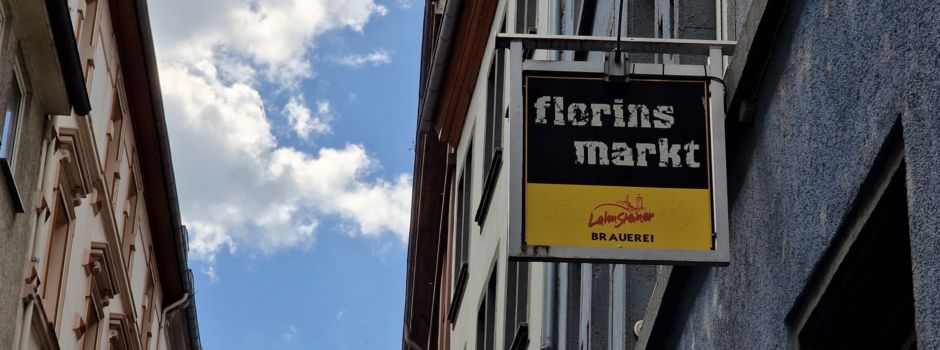 florins
markt
Lahnsteiner
BRAUEREI